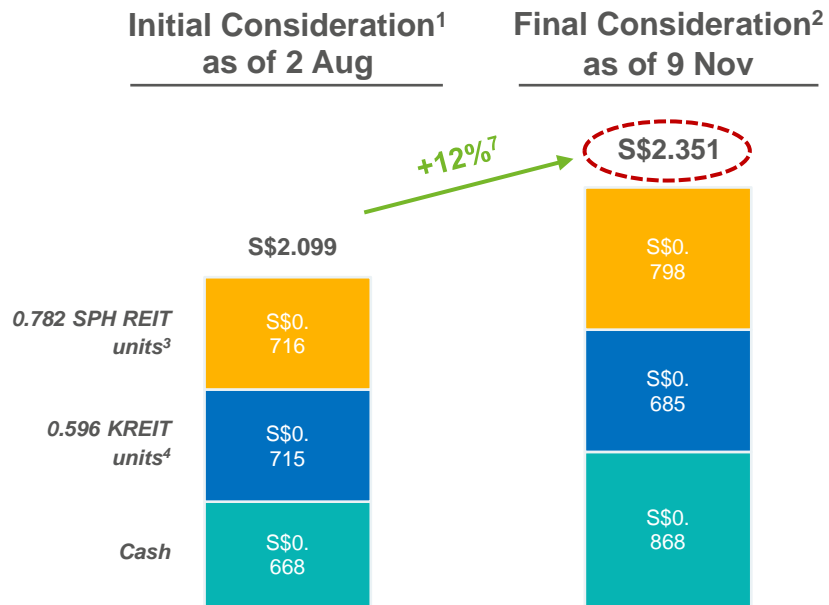 Initial Consideration¹
as of 2 Aug
Final Consideration²
as of 9 Nov
+12%⁷
S$2.351
S$2.099
0.782 SPH REIT
units³
S$0.
716
S$0.
798
0.596 KREIT
units⁴
S$0.
715
S$0.
685
Cash
S$0.
668
S$0.
868